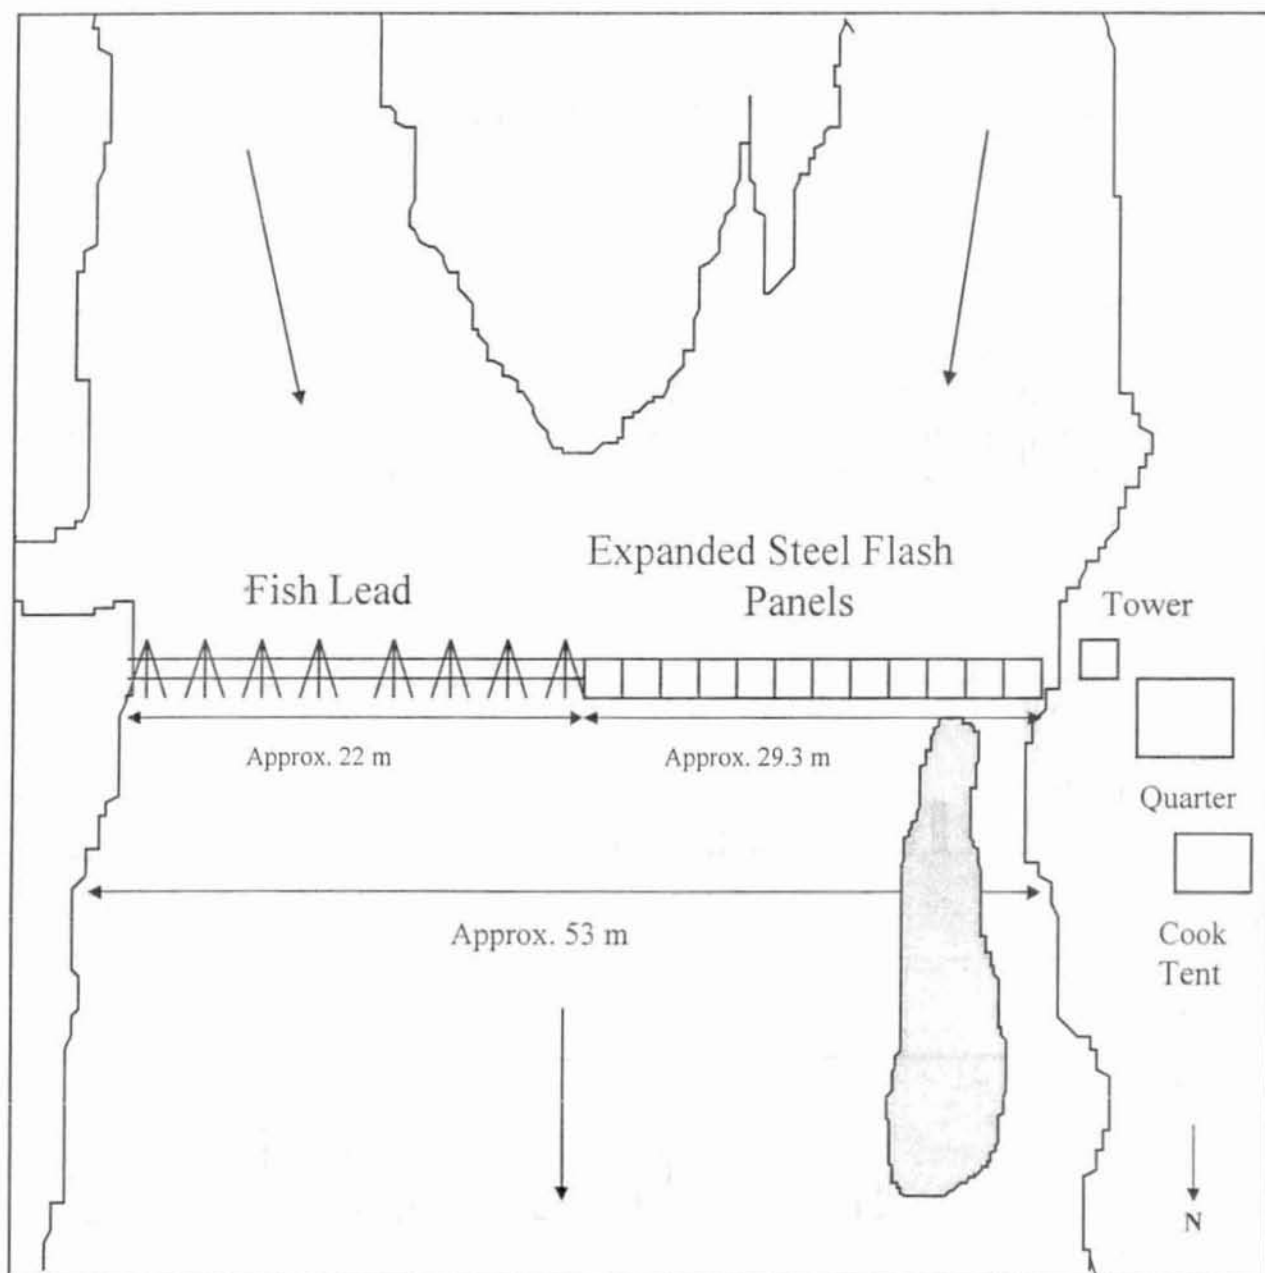 Expanded Steel Flash
Panels
Fish Lead
Tower
Approx. 22 m
Approx. 29.3 m
Quarter
Approx. 53 m
Cook
Tent
N